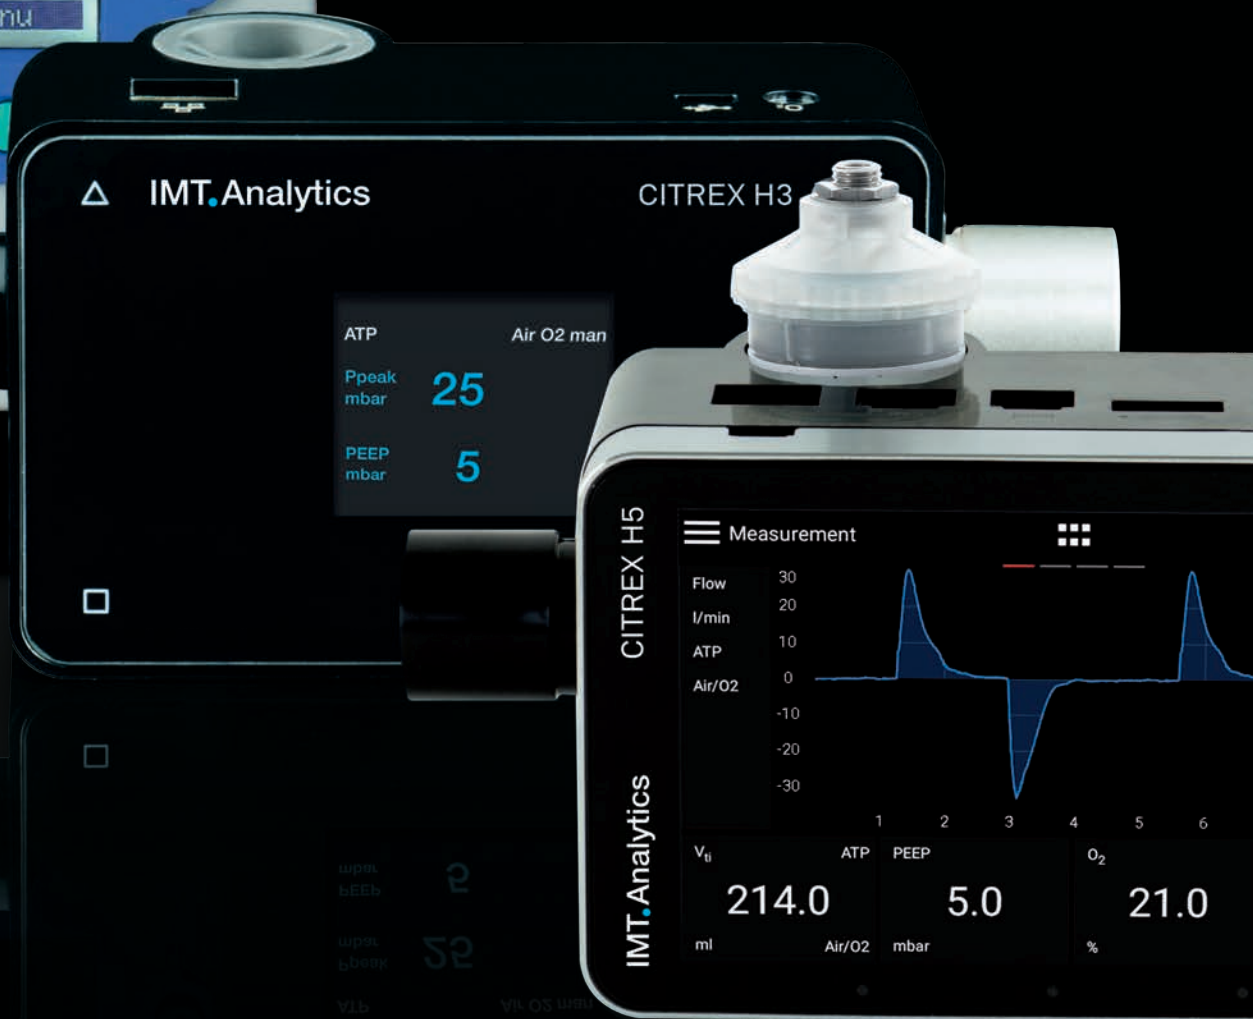 nu
IMT.Analytics
CITREX H3
ATP
Air O2 man
Ppeak
mbar
25
PEEP
mbar
5
CITREX H5
IMT.Analytics
Measurement
Flow
l/min
ATP
Air/O2
30
20
10
0
-10
-20
-30
1 2 3 4 5 6
Vti
ATP
214.0
ml
Air/O2
PEEP
5.0
mbar
O2
21.0
%